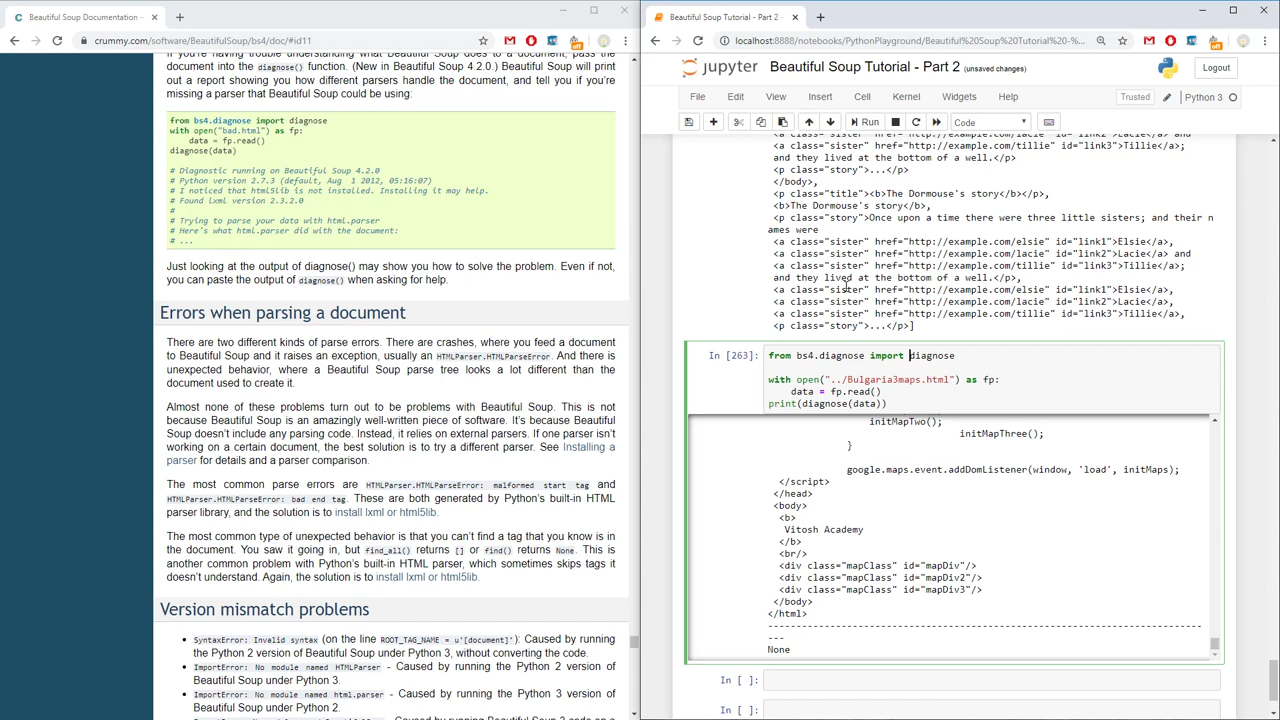 Beautiful Soup Documentation —
crummy.com/software/BeautifulSoup/bs4/doc/#id11
If you're having trouble understanding what Beautiful Soup does to a document, pass the
document into the diagnose() function. (New in Beautiful Soup 4.2.0.) Beautiful Soup will print
out a report showing you how different parsers handle the document, and tell you if you're
missing a parser that Beautiful Soup could be using:
from bs4.diagnose import diagnose
with open("bad.html") as fp:
    data = fp.read()
diagnose(data)
# Diagnostic running on Beautiful Soup 4.2.0
# Python version 2.7.3 (default, Aug  1 2012, 05:16:07)
# I noticed that html5lib is not installed. Installing it may help.
# Found lxml version 2.3.2.0
#
# Trying to parse your data with html.parser
# Here's what html.parser did with the document:
# ...
Just looking at the output of diagnose() may show you how to solve the problem. Even if not,
you can paste the output of diagnose() when asking for help.
Errors when parsing a document
There are two different kinds of parse errors. There are crashes, where you feed a document
to Beautiful Soup and it raises an exception, usually an HTMLParser.HTMLParseError. And there is
unexpected behavior, where a Beautiful Soup parse tree looks a lot different than the
document used to create it.
Almost none of these problems turn out to be problems with Beautiful Soup. This is not
because Beautiful Soup is an amazingly well-written piece of software. It's because Beautiful
Soup doesn't include any parsing code. Instead, it relies on external parsers. If one parser isn't
working on a certain document, the best solution is to try a different parser. See Installing a
parser for details and a parser comparison.
The most common parse errors are HTMLParser.HTMLParseError: malformed start tag and
HTMLParser.HTMLParseError: bad end tag. These are both generated by Python's built-in HTML
parser library, and the solution is to install lxml or html5lib.
The most common type of unexpected behavior is that you can't find a tag that you know is in
the document. You saw it going in, but find_all() returns [] or find() returns None. This is
another common problem with Python's built-in HTML parser, which sometimes skips tags it
doesn't understand. Again, the solution is to install lxml or html5lib.
Version mismatch problems
SyntaxError: Invalid syntax (on the line ROOT_TAG_NAME = u'[document]'): Caused by running
the Python 2 version of Beautiful Soup under Python 3, without converting the code.
ImportError: No module named HTMLParser - Caused by running the Python 2 version of
Beautiful Soup under Python 3.
ImportError: No module named html.parser - Caused by running the Python 3 version of
Beautiful Soup under Python 2.
Beautiful Soup Tutorial - Part 2 -
localhost:8888/notebooks/PythonPlayground/Beautiful%20Soup%20Tutorial%20-%...
jupyter Beautiful Soup Tutorial - Part 2 (unsaved changes) Logout
File Edit View Insert Cell Kernel Widgets Help Trusted Python 3
Run Code
<a class="sister" href="http://example.com/lacie" id="link2">Lacie</a> and
<a class="sister" href="http://example.com/tillie" id="link3">Tillie</a>;
and they lived at the bottom of a well.</p>
<p class="story">...</p>
</body>,
<p class="title"><b>The Dormouse's story</b></p>,
<b>The Dormouse's story</b>,
<p class="story">Once upon a time there were three little sisters; and their n
ames were
<a class="sister" href="http://example.com/elsie" id="link1">Elsie</a>,
<a class="sister" href="http://example.com/lacie" id="link2">Lacie</a> and
<a class="sister" href="http://example.com/tillie" id="link3">Tillie</a>;
and they lived at the bottom of a well.</p>,
<a class="sister" href="http://example.com/elsie" id="link1">Elsie</a>,
<a class="sister" href="http://example.com/lacie" id="link2">Lacie</a>,
<a class="sister" href="http://example.com/tillie" id="link3">Tillie</a>,
<p class="story">...</p>]
In [263]: from bs4.diagnose import diagnose
with open("../Bulgaria3maps.html") as fp:
    data = fp.read()
print(diagnose(data))
initMapTwo();
initMapThree();
}
google.maps.event.addDomListener(window, 'load', initMaps);
</script>
</head>
<body>
<b>
Vitosh Academy
</b>
<br/>
<div class="mapClass" id="mapDiv"/>
<div class="mapClass" id="mapDiv2"/>
<div class="mapClass" id="mapDiv3"/>
</body>
</html>
-----------------------------------------------------------------------------
---
None
In [ ]:
In [ ]: